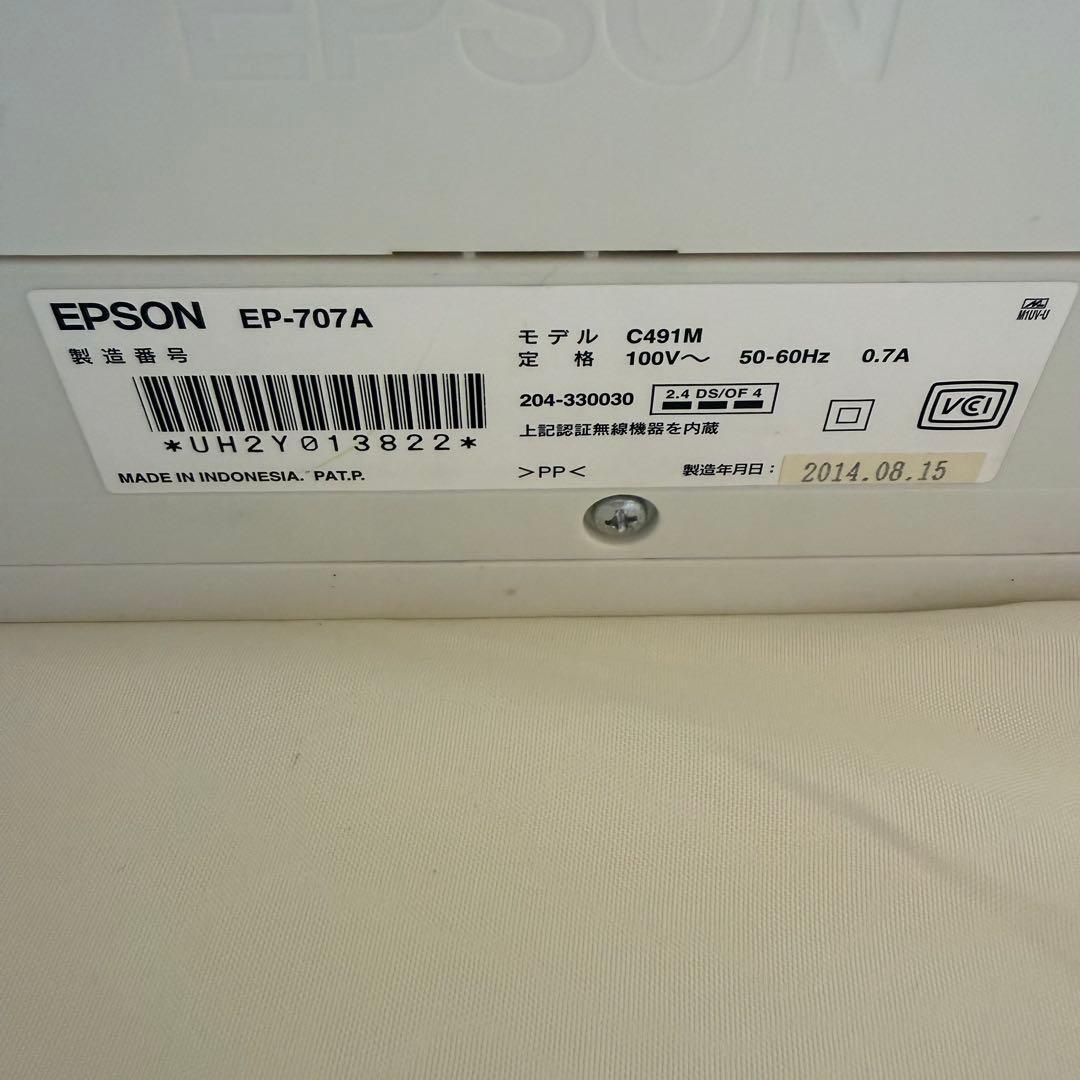 EPSON
EPSON EP-707A
製造番号
*UH2Y013822*
MADE IN INDONESIA. PAT.P.
モデル C491M
定格 100V～ 50-60Hz 0.7A
204-330030 2.4 DS/OF 4
上記認証無線機器を内蔵
>PP< 製造年月日：2014.08.15
VCI
M1UV-U